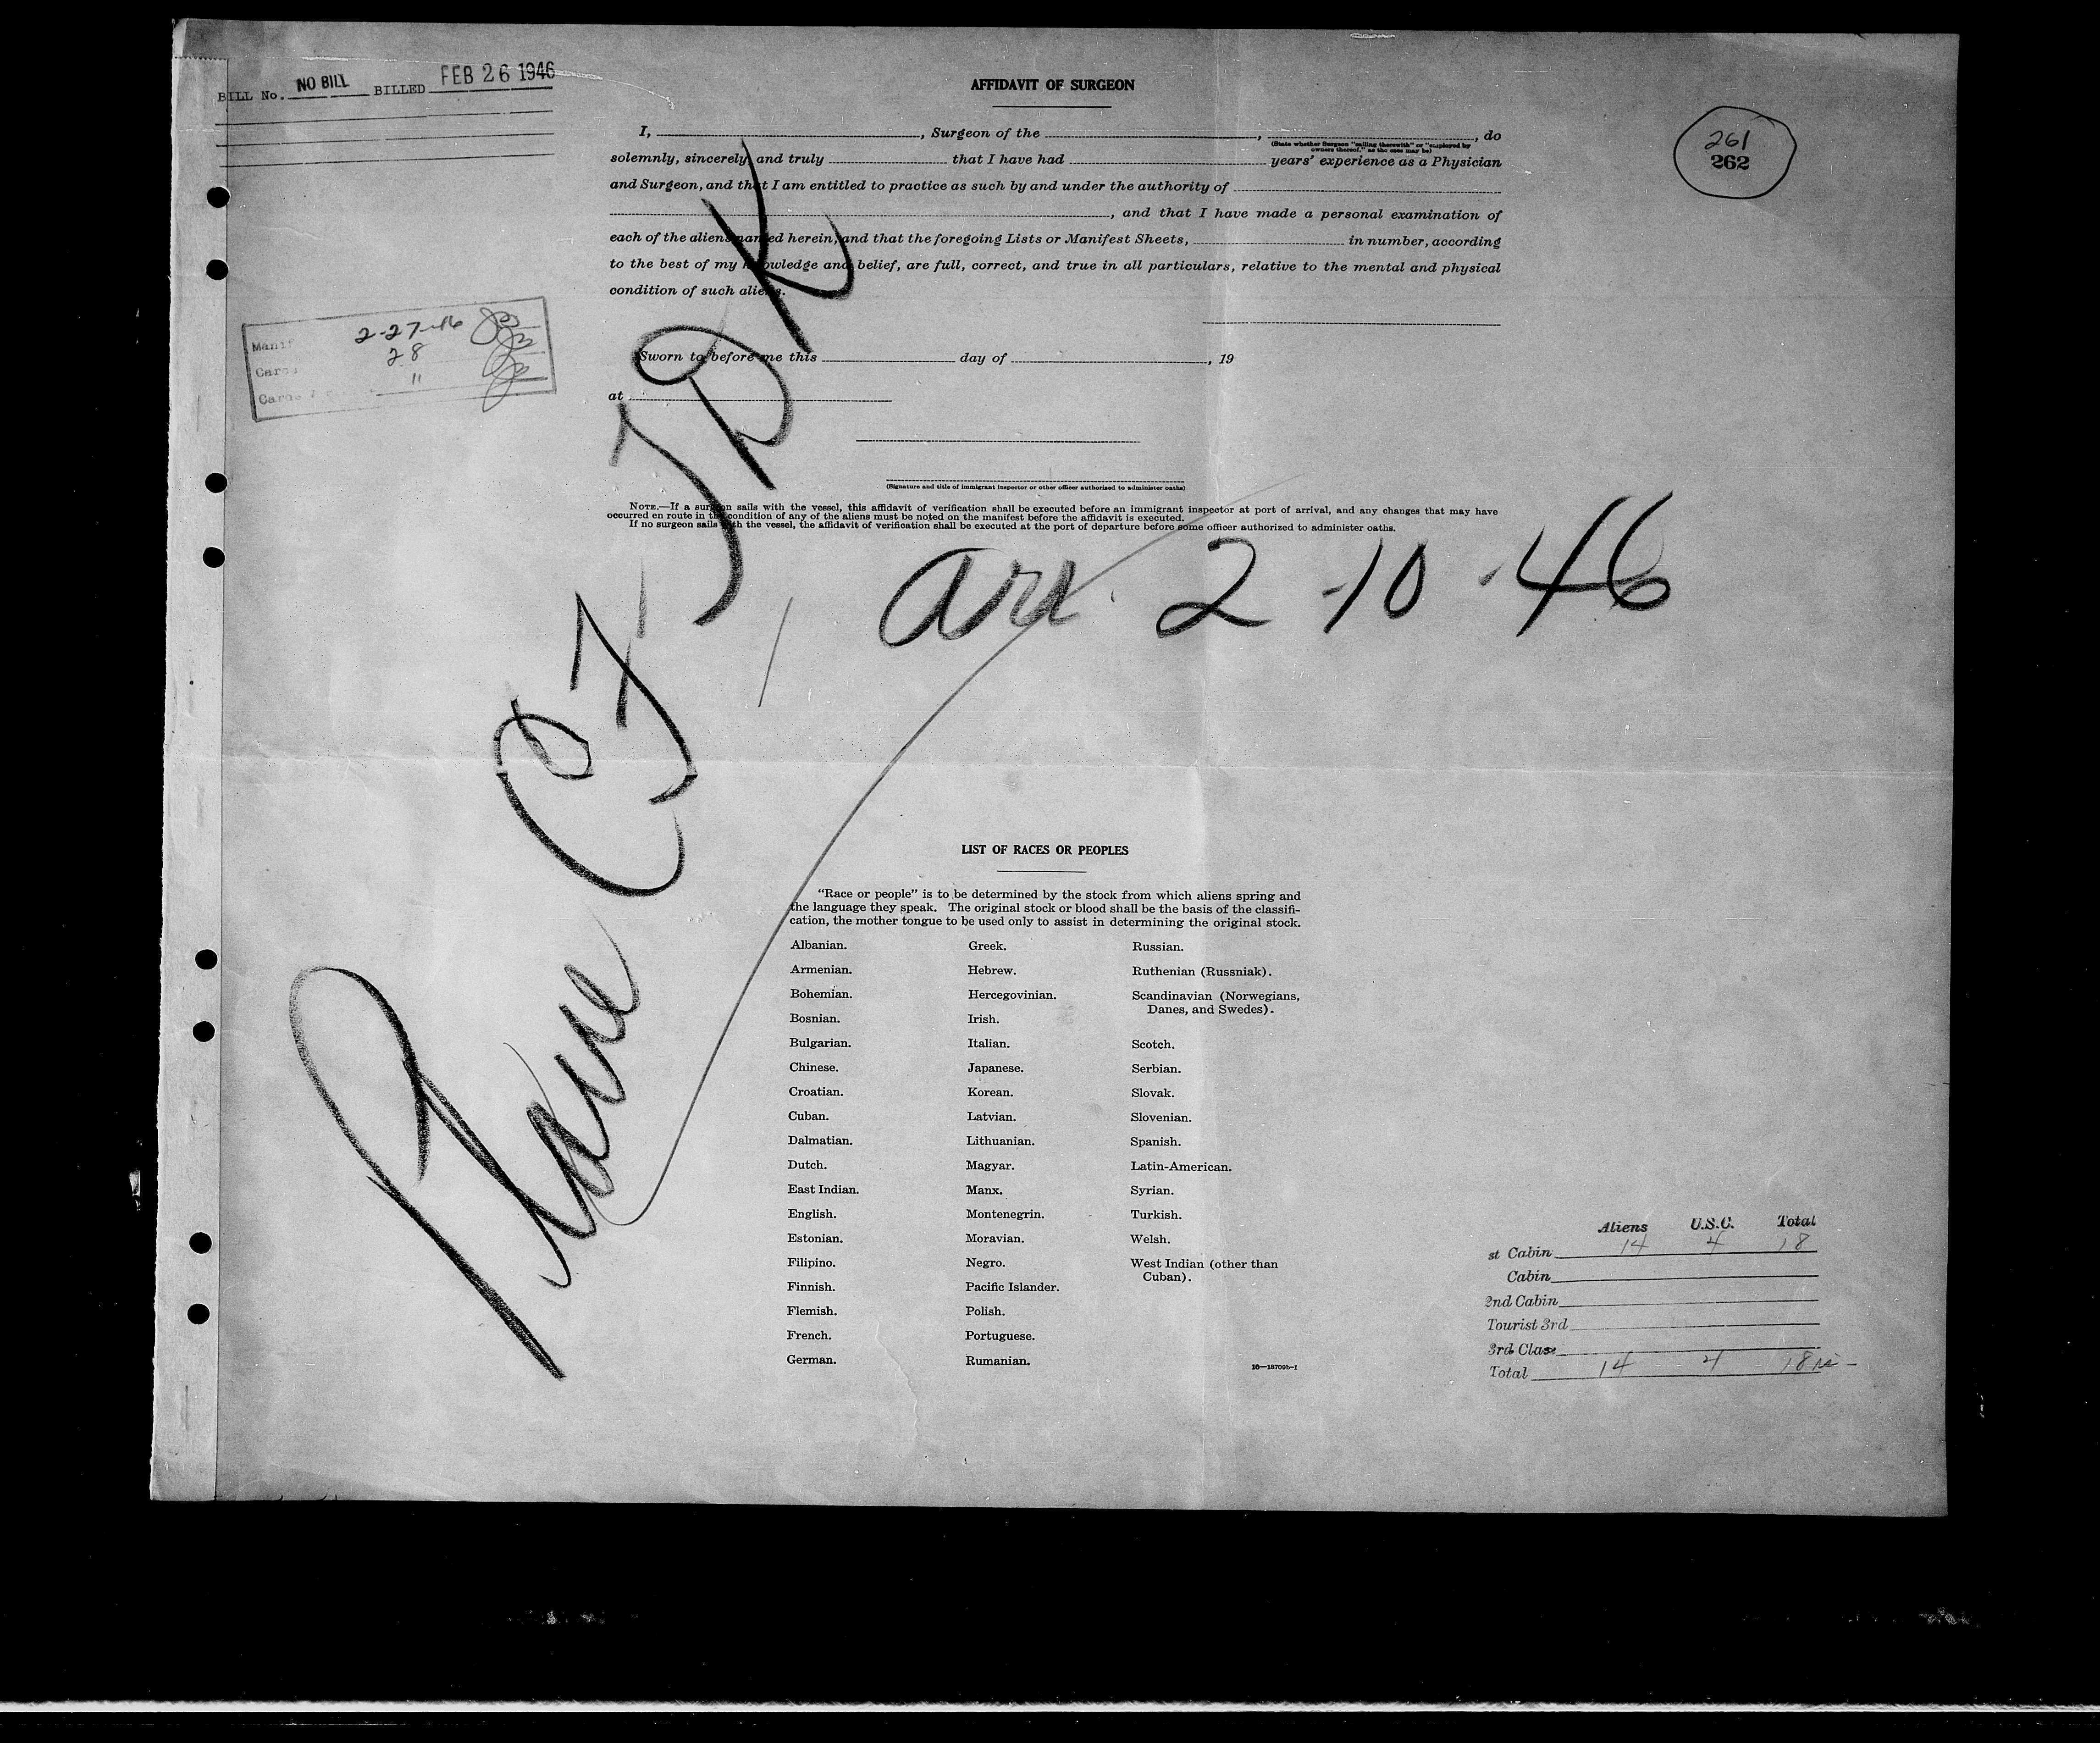 BILL No. NO BILL BILLED FEB 26 1946
AFFIDAVIT OF SURGEON
261
262
I, , Surgeon of the , , do
(State whether Surgeon "sailing therewith" or "employed by owners thereof," as the case may be)
solemnly, sincerely, and truly that I have had years' experience as a Physician
and Surgeon, and that I am entitled to practice as such by and under the authority of
, and that I have made a personal examination of
each of the aliens named herein, and that the foregoing Lists or Manifest Sheets, in number, according
to the best of my knowledge and belief, are full, correct, and true in all particulars, relative to the mental and physical
condition of such aliens.
Manif 2-27-46
Cards 28
Cards 11
Sworn to before me this day of , 19
at
(Signature and title of immigrant inspector or other officer authorized to administer oaths)
NOTE.—If a surgeon sails with the vessel, this affidavit of verification shall be executed before an immigrant inspector at port of arrival, and any changes that may have
occurred en route in the condition of any of the aliens must be noted on the manifest before the affidavit is executed.
If no surgeon sails with the vessel, the affidavit of verification shall be executed at the port of departure before some officer authorized to administer oaths.
Plane CF-TDK
arr. 2-10-46
LIST OF RACES OR PEOPLES
"Race or people" is to be determined by the stock from which aliens spring and
the language they speak. The original stock or blood shall be the basis of the classifi-
cation, the mother tongue to be used only to assist in determining the original stock.
Albanian.
Armenian.
Bohemian.
Bosnian.
Bulgarian.
Chinese.
Croatian.
Cuban.
Dalmatian.
Dutch.
East Indian.
English.
Estonian.
Filipino.
Finnish.
Flemish.
French.
German.
Greek.
Hebrew.
Hercegovinian.
Irish.
Italian.
Japanese.
Korean.
Latvian.
Lithuanian.
Magyar.
Manx.
Montenegrin.
Moravian.
Negro.
Pacific Islander.
Polish.
Portuguese.
Rumanian.
Russian.
Ruthenian (Russniak).
Scandinavian (Norwegians,
Danes, and Swedes).
Scotch.
Serbian.
Slovak.
Slovenian.
Spanish.
Latin-American.
Syrian.
Turkish.
Welsh.
West Indian (other than
Cuban).
16—18700b-1
Aliens U.S.C. Total
st Cabin 14 4 18
Cabin
2nd Cabin
Tourist 3rd
3rd Class
Total 14 4 18